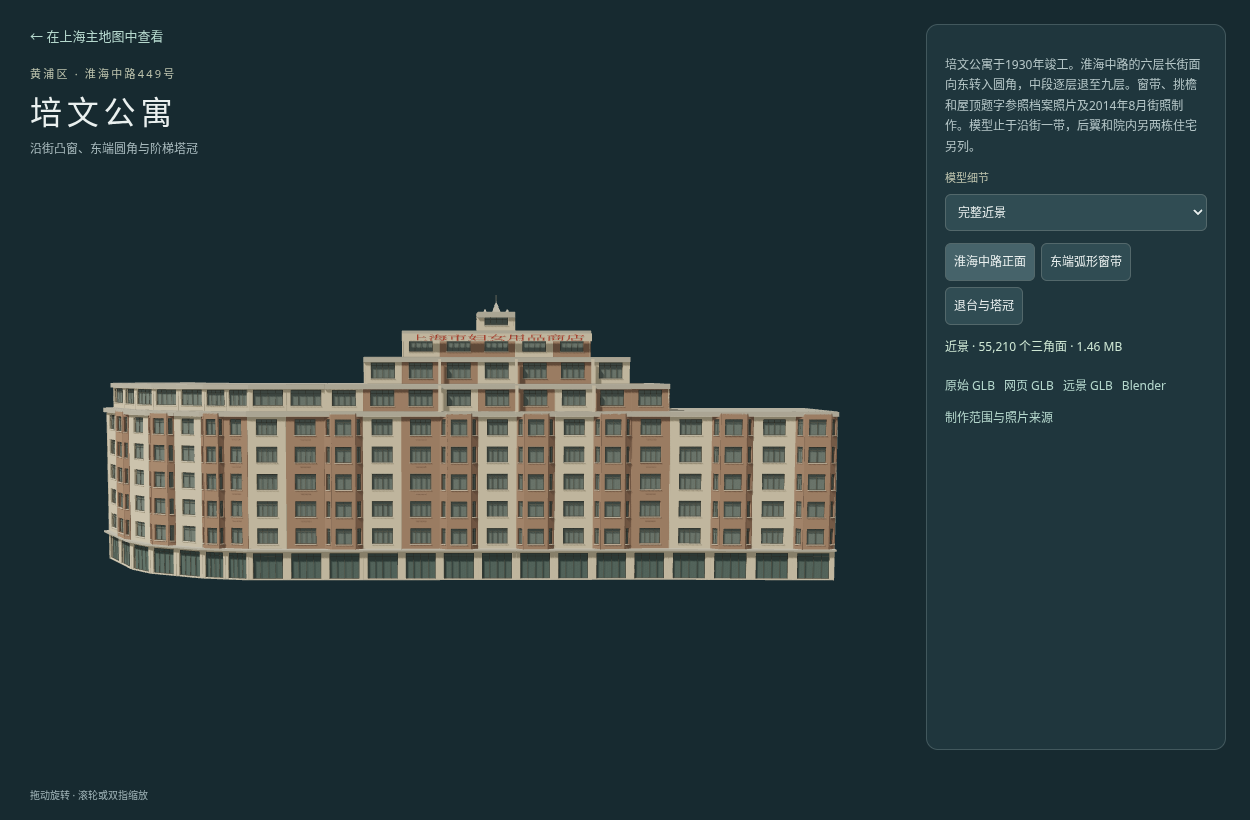 ← 在上海主地图中查看
黄浦区 · 淮海中路449号
培文公寓
沿街凸窗、东端圆角与阶梯塔冠
培文公寓于1930年竣工。淮海中路的六层长街面
向东转入圆角，中段逐层退至九层。窗带、挑檐
和屋顶题字参照档案照片及2014年8月街照制
作。模型止于沿街一带，后翼和院内另两栋住宅
另列。
模型细节
完整近景
淮海中路正面 东端弧形窗带
退台与塔冠
近景 · 55,210 个三角面 · 1.46 MB
原始 GLB 网页 GLB 远景 GLB Blender
制作范围与照片来源
拖动旋转 · 滚轮或双指缩放